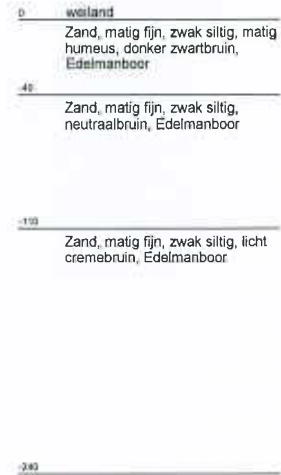 0 weiland
Zand, matig fijn, zwak siltig, matig
humeus, donker zwartbruin,
Edelmanboor
-40
Zand, matig fijn, zwak siltig,
neutraalbruin, Edelmanboor
-110
Zand, matig fijn, zwak siltig, licht
cremebruin, Edelmanboor
-240